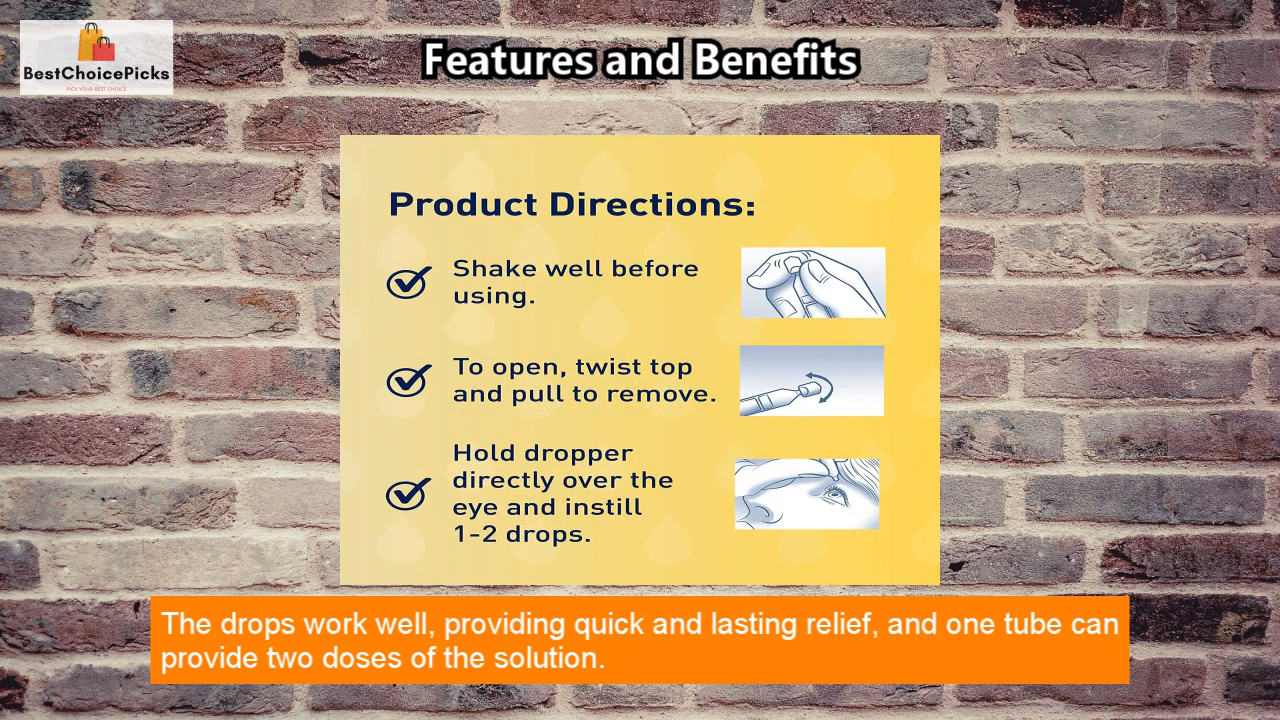 BestChoicePicks
PICK YOUR BEST CHOICE
Features and Benefits
Product Directions:
Shake well before
using.
To open, twist top
and pull to remove.
Hold dropper
directly over the
eye and instill
1-2 drops.
The drops work well, providing quick and lasting relief, and one tube can
provide two doses of the solution.